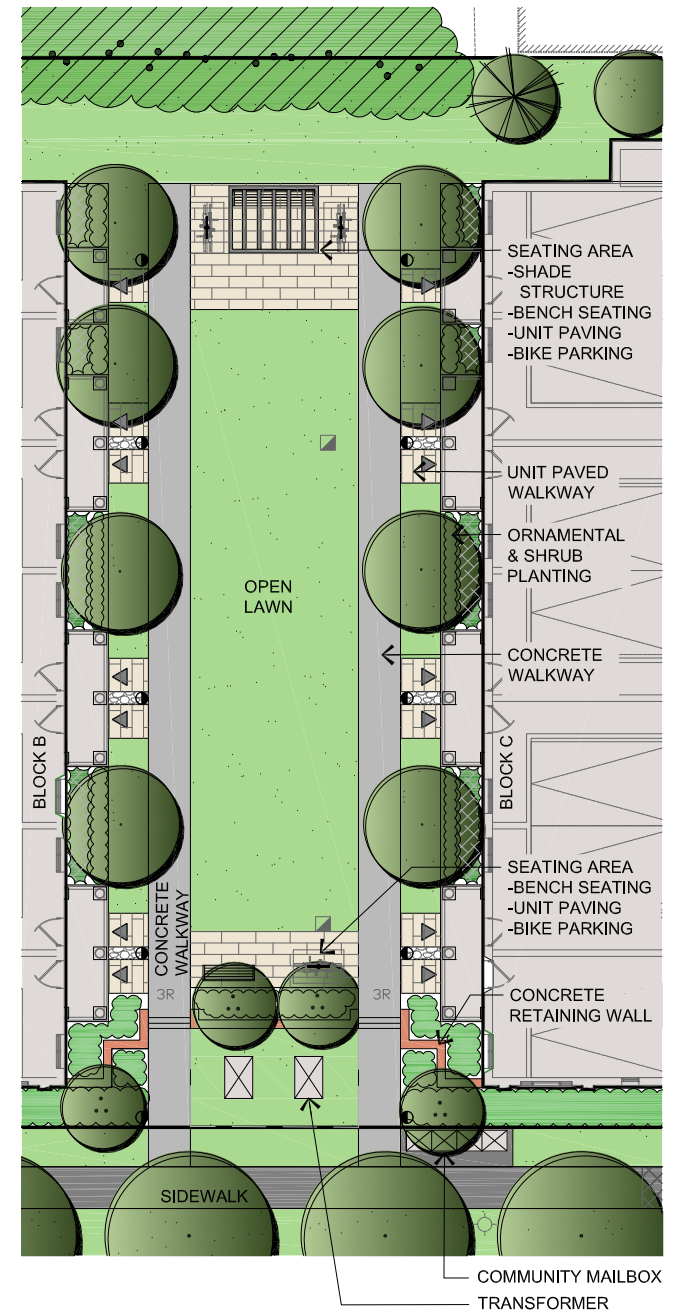 SEATING AREA
-SHADE
STRUCTURE
-BENCH SEATING
-UNIT PAVING
-BIKE PARKING
UNIT PAVED
WALKWAY
ORNAMENTAL
& SHRUB
PLANTING
OPEN
LAWN
CONCRETE
WALKWAY
BLOCK B
BLOCK C
SEATING AREA
-BENCH SEATING
-UNIT PAVING
-BIKE PARKING
CONCRETE
WALKWAY
3R
3R
CONCRETE
RETAINING WALL
SIDEWALK
COMMUNITY MAILBOX
TRANSFORMER